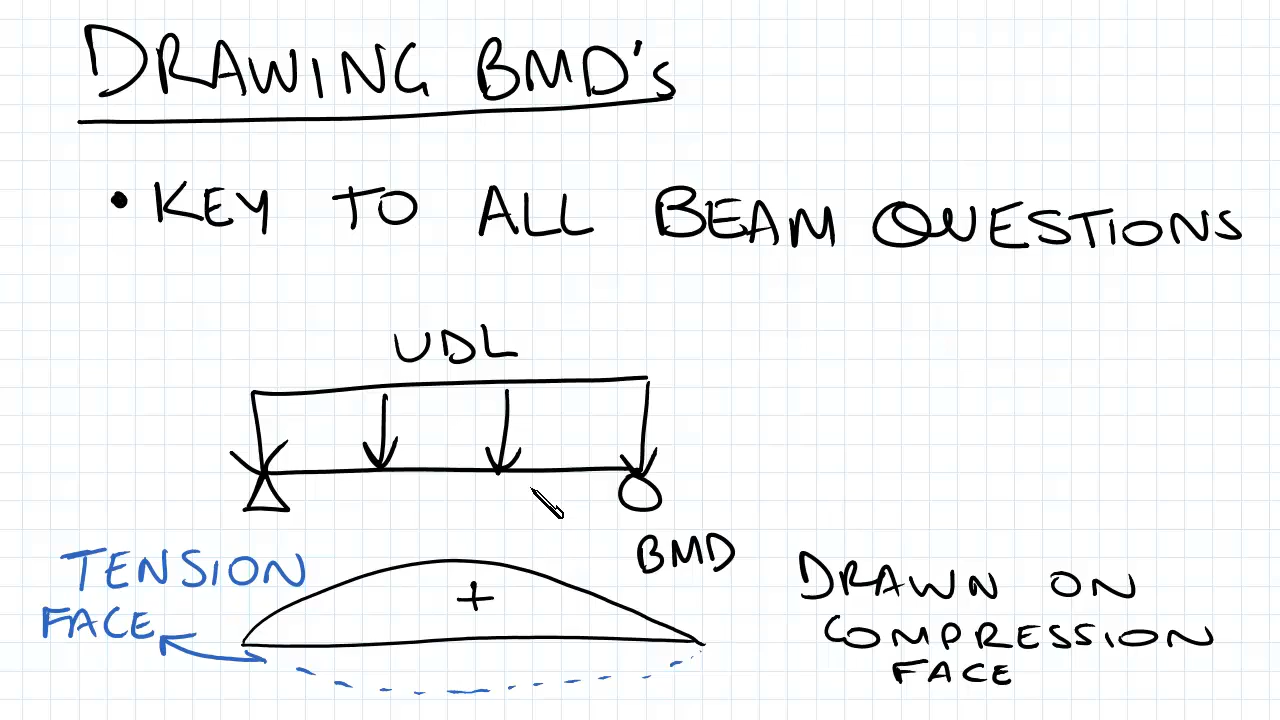 DRAWING BMD's
• KEY TO ALL BEAM QUESTIONS
UDL
BMD
TENSION
FACE
+
DRAWN ON
COMPRESSION
FACE